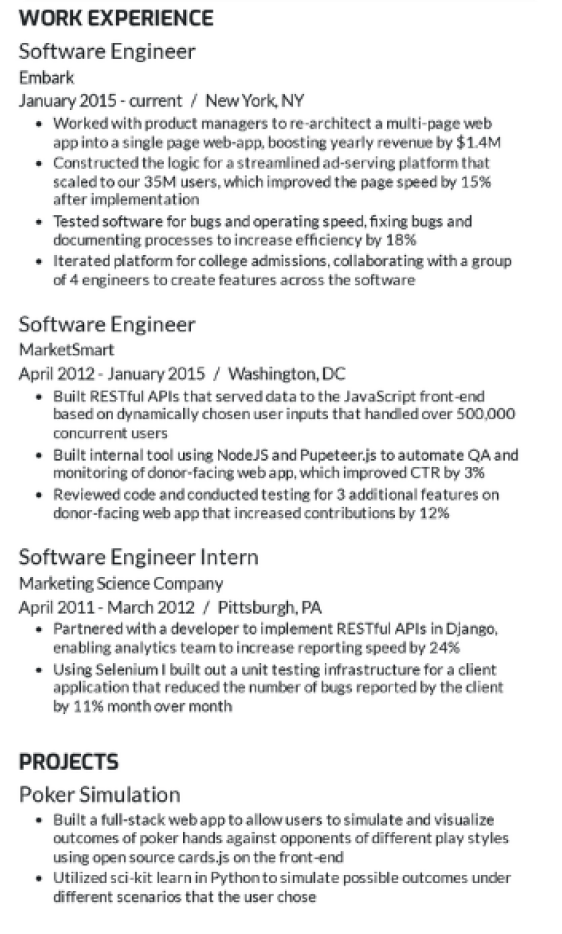 WORK EXPERIENCE
Software Engineer
Embark
January 2015 - current / New York, NY
• Worked with product managers to re-architect a multi-page web
app into a single page web-app, boosting yearly revenue by $1.4M
• Constructed the logic for a streamlined ad-serving platform that
scaled to our 35M users, which improved the page speed by 15%
after implementation
• Tested software for bugs and operating speed, fixing bugs and
documenting processes to increase efficiency by 18%
• Iterated platform for college admissions, collaborating with a group
of 4 engineers to create features across the software
Software Engineer
MarketSmart
April 2012 - January 2015 / Washington, DC
• Built RESTful APIs that served data to the JavaScript front-end
based on dynamically chosen user inputs that handled over 500,000
concurrent users
• Built internal tool using NodeJS and Pupeteer.js to automate QA and
monitoring of donor-facing web app, which improved CTR by 3%
• Reviewed code and conducted testing for 3 additional features on
donor-facing web app that increased contributions by 12%
Software Engineer Intern
Marketing Science Company
April 2011 - March 2012 / Pittsburgh, PA
• Partnered with a developer to implement RESTful APIs in Django,
enabling analytics team to increase reporting speed by 24%
• Using Selenium I built out a unit testing infrastructure for a client
application that reduced the number of bugs reported by the client
by 11% month over month
PROJECTS
Poker Simulation
• Built a full-stack web app to allow users to simulate and visualize
outcomes of poker hands against opponents of different play styles
using open source cards.js on the front-end
• Utilized sci-kit learn in Python to simulate possible outcomes under
different scenarios that the user chose